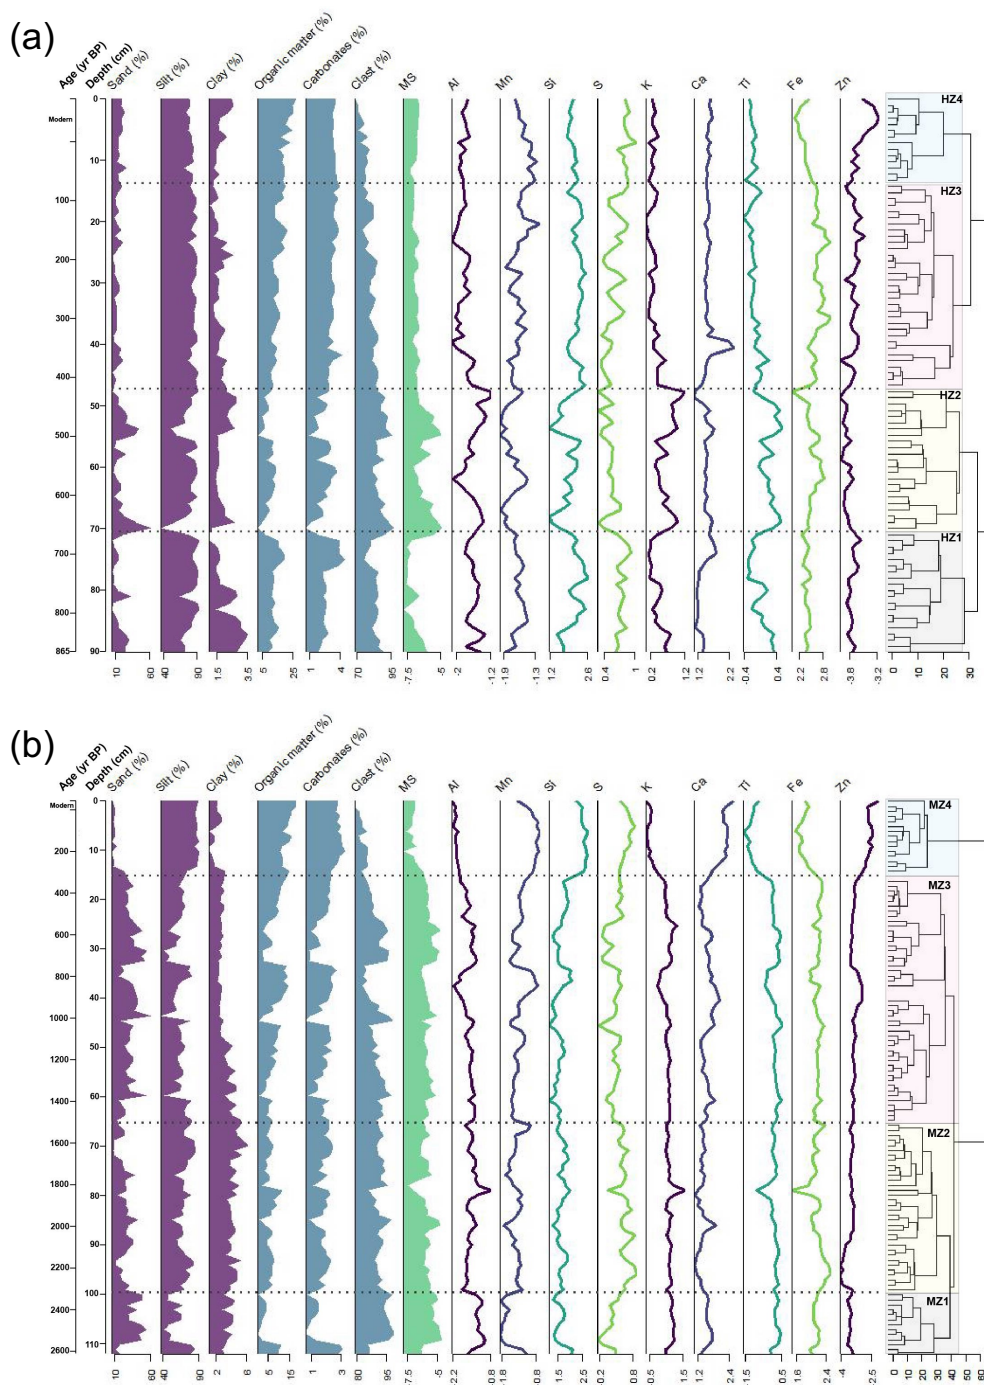 (a)
Age (yr BP) Depth (cm) Sand (%) Silt (%) Clay (%) Organic matter (%) Carbonates (%) Clast (%) MS Al Mn Si S K Ca Ti Fe Zn
0 HZ4
Modern
10
100 HZ3
20
200
30
300
40
400
HZ2
50
500
60
600
70
HZ1
700
80
800
865 90
10 60 40 90 1.5 3.5 5 25 1 4 70 95 -7.5 -5 -2 -1.2 -1.9 -1.3 1.2 2.6 0.4 1 0.2 1.2 1.2 2.2 -0.4 0.4 2.2 2.8 -3.8 -3.2 0 5 10 15 20 25 30
(b)
Age (yr BP) Depth (cm) Sand (%) Silt (%) Clay (%) Organic matter (%) Carbonates (%) Clast (%) MS Al Mn Si S K Ca Ti Fe Zn
Modern 0 MZ4
200 10
MZ3
400 20
600
30
800
40
1000
1200 50
1400 60
MZ2
1600
70
1800
80
2000
90
2200
100
MZ1
2400
110
2600
10 60 40 90 2 6 5 15 1 3 80 95 -7.5 -5 -2.2 -0.8 -1.8 -0.8 1.2 2.4 0.2 0.8 0.5 1.5 1.6 2.4 -0.5 0.5 1.6 2.4 -4 -2.5 0 10 20 30 40 50 60